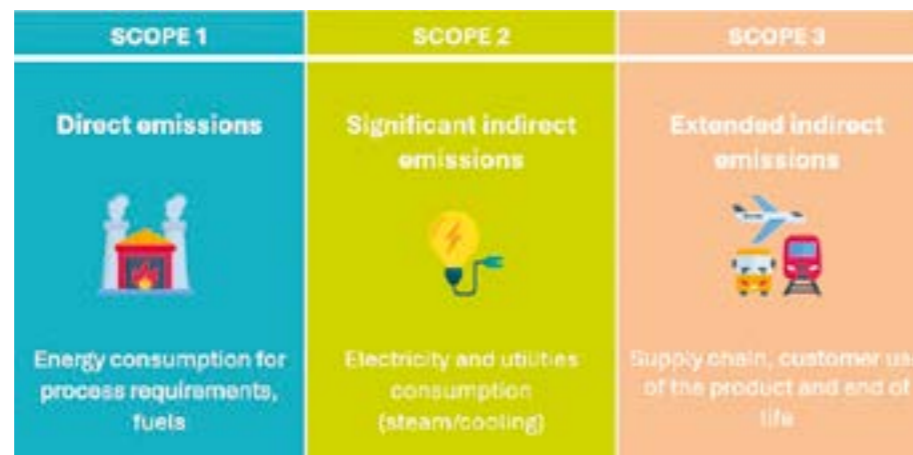 SCOPE 1
SCOPE 2
SCOPE 3
Direct emissions
Significant indirect
emissions
Extended indirect
emissions
Energy consumption for
process requirements,
fuels
Electricity and utilities
consumption
(steam/cooling)
Supply chain, customer
of the product and end of
life